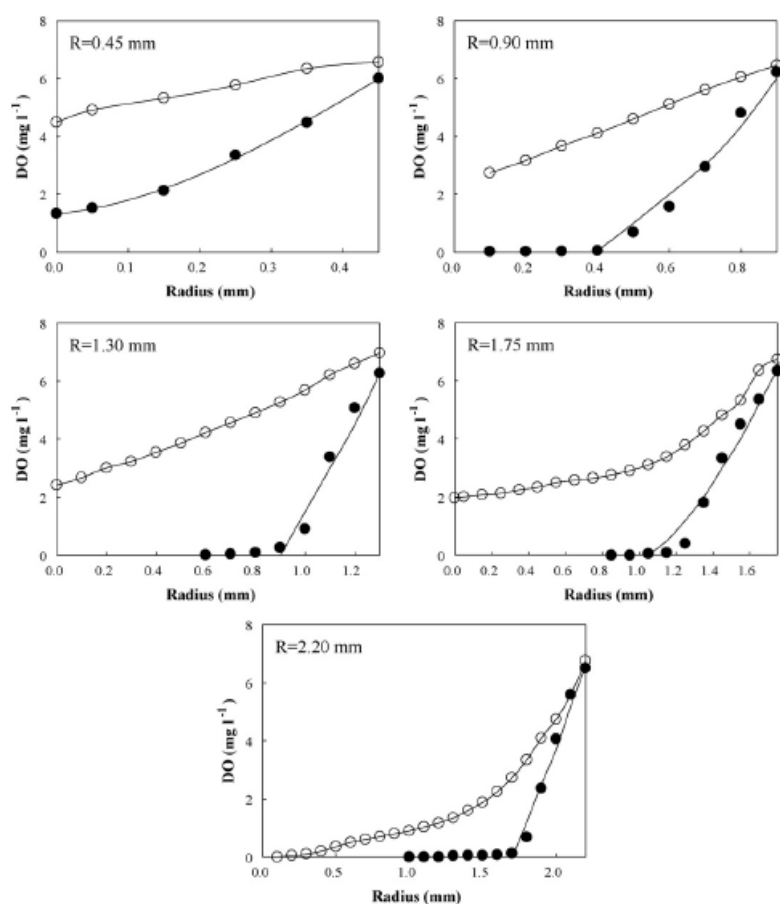 R=0.45 mm
DO (mg l-1)
8
6
4
2
0
0.0 0.1 0.2 0.3 0.4
Radius (mm)
R=0.90 mm
DO (mg l-1)
8
6
4
2
0
0.0 0.2 0.4 0.6 0.8
Radius (mm)
R=1.30 mm
DO (mg l-1)
8
6
4
2
0
0.0 0.2 0.4 0.6 0.8 1.0 1.2
Radius (mm)
R=1.75 mm
DO (mg l-1)
8
6
4
2
0
0.0 0.2 0.4 0.6 0.8 1.0 1.2 1.4 1.6
Radius (mm)
R=2.20 mm
DO (mg l-1)
8
6
4
2
0
0.0 0.5 1.0 1.5 2.0
Radius (mm)